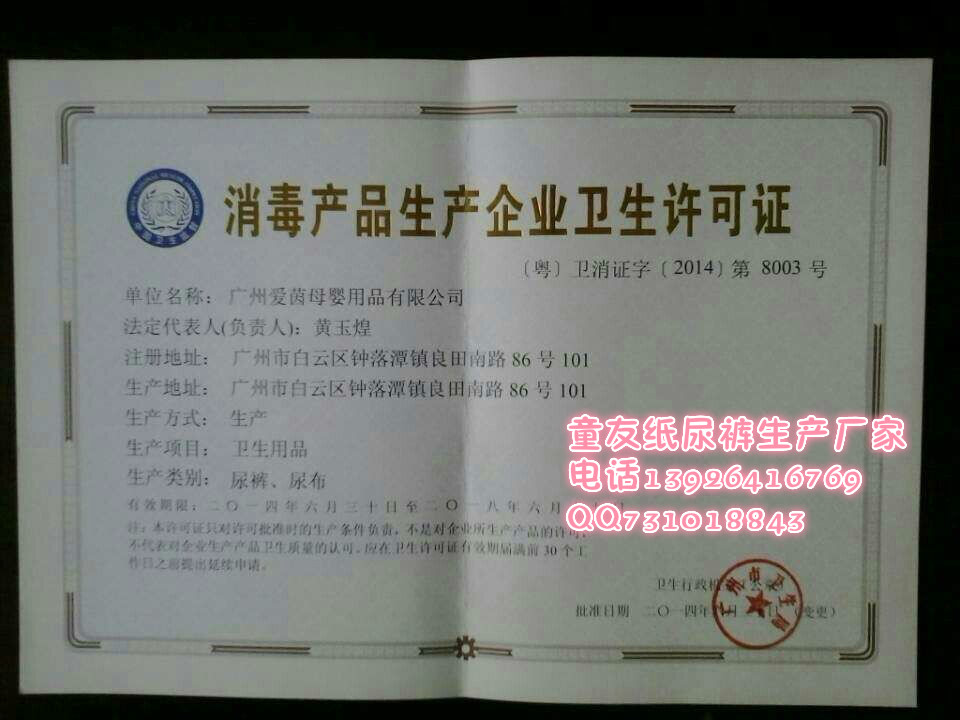 消毒产品生产企业卫生许可证
〔粤〕卫消证字〔2014〕第 8003 号
单位名称: 广州爱茵母婴用品有限公司
法定代表人(负责人): 黄玉煌
注册地址: 广州市白云区钟落潭镇良田南路 86 号 101
生产地址: 广州市白云区钟落潭镇良田南路 86 号 101
生产方式: 生产
生产项目: 卫生用品
生产类别: 尿裤、尿布
童友纸尿裤生产厂家
电话13926416769
QQ731018843
有效期限: 二〇一四年六月三十日至二〇一八年六月
注: 本许可证只对许可批准时的生产条件负责, 不是对企业所生产产品的许可,
不代表对企业生产产品卫生质量的认可。应在卫生许可证有效期届满前 30 个工
作日之前提出延续申请。
卫生行政机
广州市卫生局
批准日期 二〇一四年 月 日 (变更)